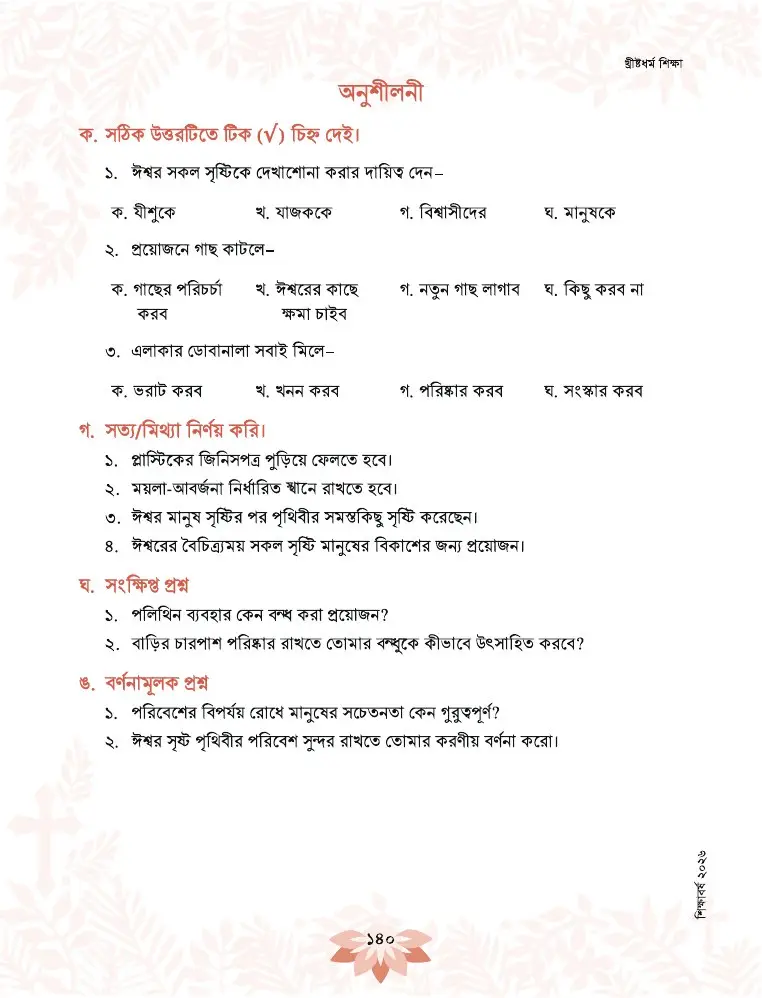 খ্রীষ্টধর্ম শিক্ষা
অনুশীলনী
ক. সঠিক উত্তরটিতে টিক (√) চিহ্ন দেই।
১. ঈশ্বর সকল সৃষ্টিকে দেখাশোনা করার দায়িত্ব দেন–
ক. যীশুকে খ. যাজককে গ. বিশ্বাসীদের ঘ. মানুষকে
২. প্রয়োজনে গাছ কাটলে–
ক. গাছের পরিচর্চা খ. ঈশ্বরের কাছে গ. নতুন গাছ লাগাব ঘ. কিছু করব না
করব ক্ষমা চাইব
৩. এলাকার ডোবানালা সবাই মিলে–
ক. ভরাট করব খ. খনন করব গ. পরিষ্কার করব ঘ. সংস্কার করব
গ. সত্য/মিথ্যা নির্ণয় করি।
১. প্লাস্টিকের জিনিসপত্র পুড়িয়ে ফেলতে হবে।
২. ময়লা-আবর্জনা নির্ধারিত স্থানে রাখতে হবে।
৩. ঈশ্বর মানুষ সৃষ্টির পর পৃথিবীর সমস্তকিছু সৃষ্টি করেছেন।
৪. ঈশ্বরের বৈচিত্র্যময় সকল সৃষ্টি মানুষের বিকাশের জন্য প্রয়োজন।
ঘ. সংক্ষিপ্ত প্রশ্ন
১. পলিথিন ব্যবহার কেন বন্ধ করা প্রয়োজন?
২. বাড়ির চারপাশ পরিষ্কার রাখতে তোমার বন্ধুকে কীভাবে উৎসাহিত করবে?
ঙ. বর্ণনামূলক প্রশ্ন
১. পরিবেশের বিপর্যয় রোধে মানুষের সচেতনতা কেন গুরুত্বপূর্ণ?
২. ঈশ্বর সৃষ্ট পৃথিবীর পরিবেশ সুন্দর রাখতে তোমার করণীয় বর্ণনা করো।
শিক্ষাবর্ষ ২০২৬
১৪০